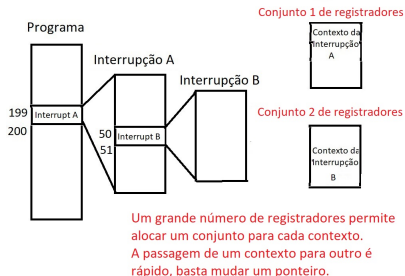 Conjunto 1 de registradores
Programa
Contexto da
Interrupção
A
Interrupção A
Interrupção B
Conjunto 2 de registradores
199
Interrupt A
200
50
Interrupt B
51
Contexto da
Interrupção
B
Um grande número de registradores permite
alocar um conjunto para cada contexto.
A passagem de um contexto para outro é
rápido, basta mudar um ponteiro.